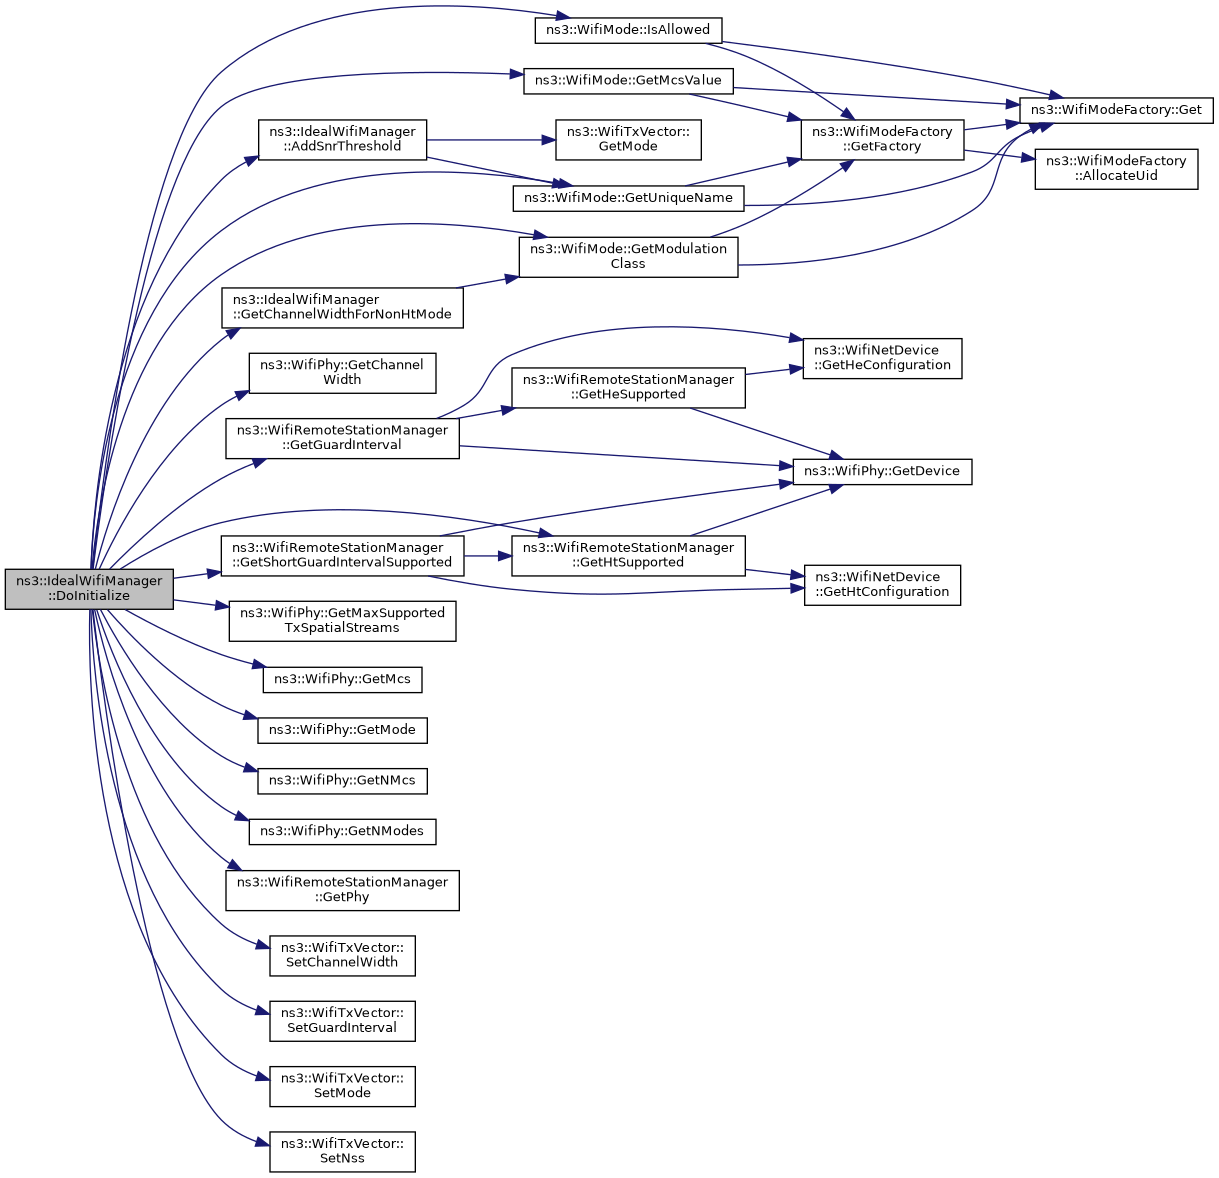 ns3::WifiMode::IsAllowed
ns3::WifiMode::GetMcsValue
ns3::WifiModeFactory::Get
ns3::IdealWifiManager
::AddSnrThreshold
ns3::WifiTxVector::
GetMode
ns3::WifiModeFactory
::GetFactory
ns3::WifiModeFactory
::AllocateUid
ns3::WifiMode::GetUniqueName
ns3::WifiMode::GetModulation
Class
ns3::IdealWifiManager
::GetChannelWidthForNonHtMode
ns3::WifiPhy::GetChannel
Width
ns3::WifiNetDevice
::GetHeConfiguration
ns3::WifiRemoteStationManager
::GetHeSupported
ns3::WifiRemoteStationManager
::GetGuardInterval
ns3::WifiPhy::GetDevice
ns3::WifiRemoteStationManager
::GetShortGuardIntervalSupported
ns3::WifiRemoteStationManager
::GetHtSupported
ns3::WifiNetDevice
::GetHtConfiguration
ns3::IdealWifiManager
::DoInitialize
ns3::WifiPhy::GetMaxSupported
TxSpatialStreams
ns3::WifiPhy::GetMcs
ns3::WifiPhy::GetMode
ns3::WifiPhy::GetNMcs
ns3::WifiPhy::GetNModes
ns3::WifiRemoteStationManager
::GetPhy
ns3::WifiTxVector::
SetChannelWidth
ns3::WifiTxVector::
SetGuardInterval
ns3::WifiTxVector::
SetMode
ns3::WifiTxVector::
SetNss